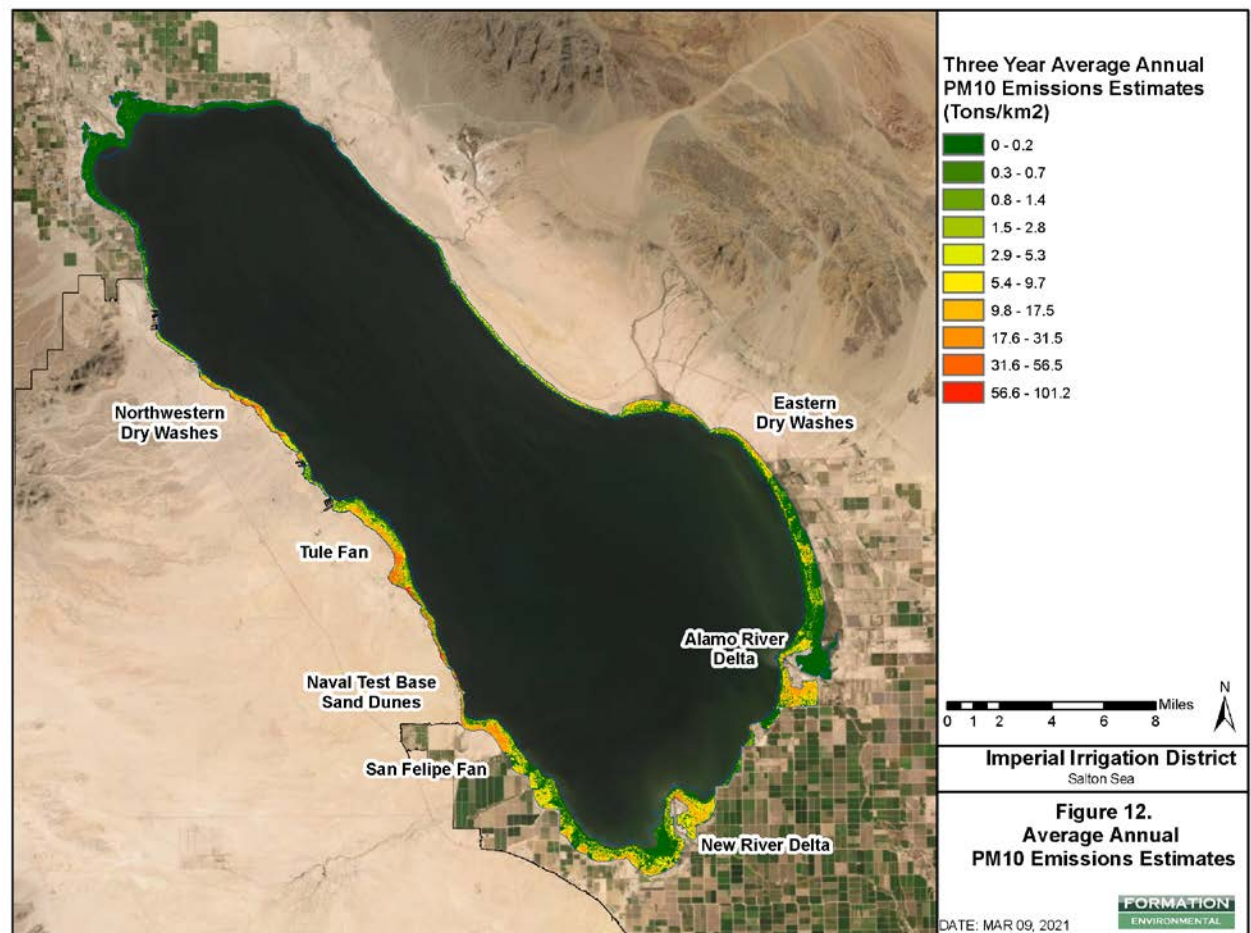 Three Year Average Annual
PM10 Emissions Estimates
(Tons/km2)
0 - 0.2
0.3 - 0.7
0.8 - 1.4
1.5 - 2.8
2.9 - 5.3
5.4 - 9.7
9.8 - 17.5
17.6 - 31.5
31.6 - 56.5
56.6 - 101.2
Northwestern
Dry Washes
Eastern
Dry Washes
Tule Fan
Alamo River
Delta
Naval Test Base
Sand Dunes
San Felipe Fan
New River Delta
N
Miles
0 1 2 4 6 8
Imperial Irrigation District
Salton Sea
Figure 12.
Average Annual
PM10 Emissions Estimates
FORMATION
ENVIRONMENTAL
DATE: MAR 09, 2021